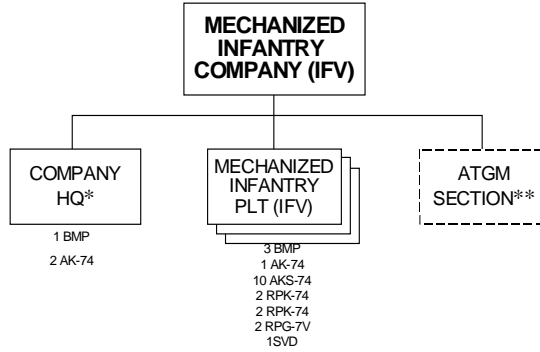 MECHANIZED
INFANTRY
COMPANY (IFV)
COMPANY
HQ*
1 BMP
2 AK-74
MECHANIZED
INFANTRY
PLT (IFV)
3 BMP
1 AK-74
10 AKS-74
2 RPK-74
2 RPK-74
2 RPG-7V
1SVD
ATGM
SECTION**